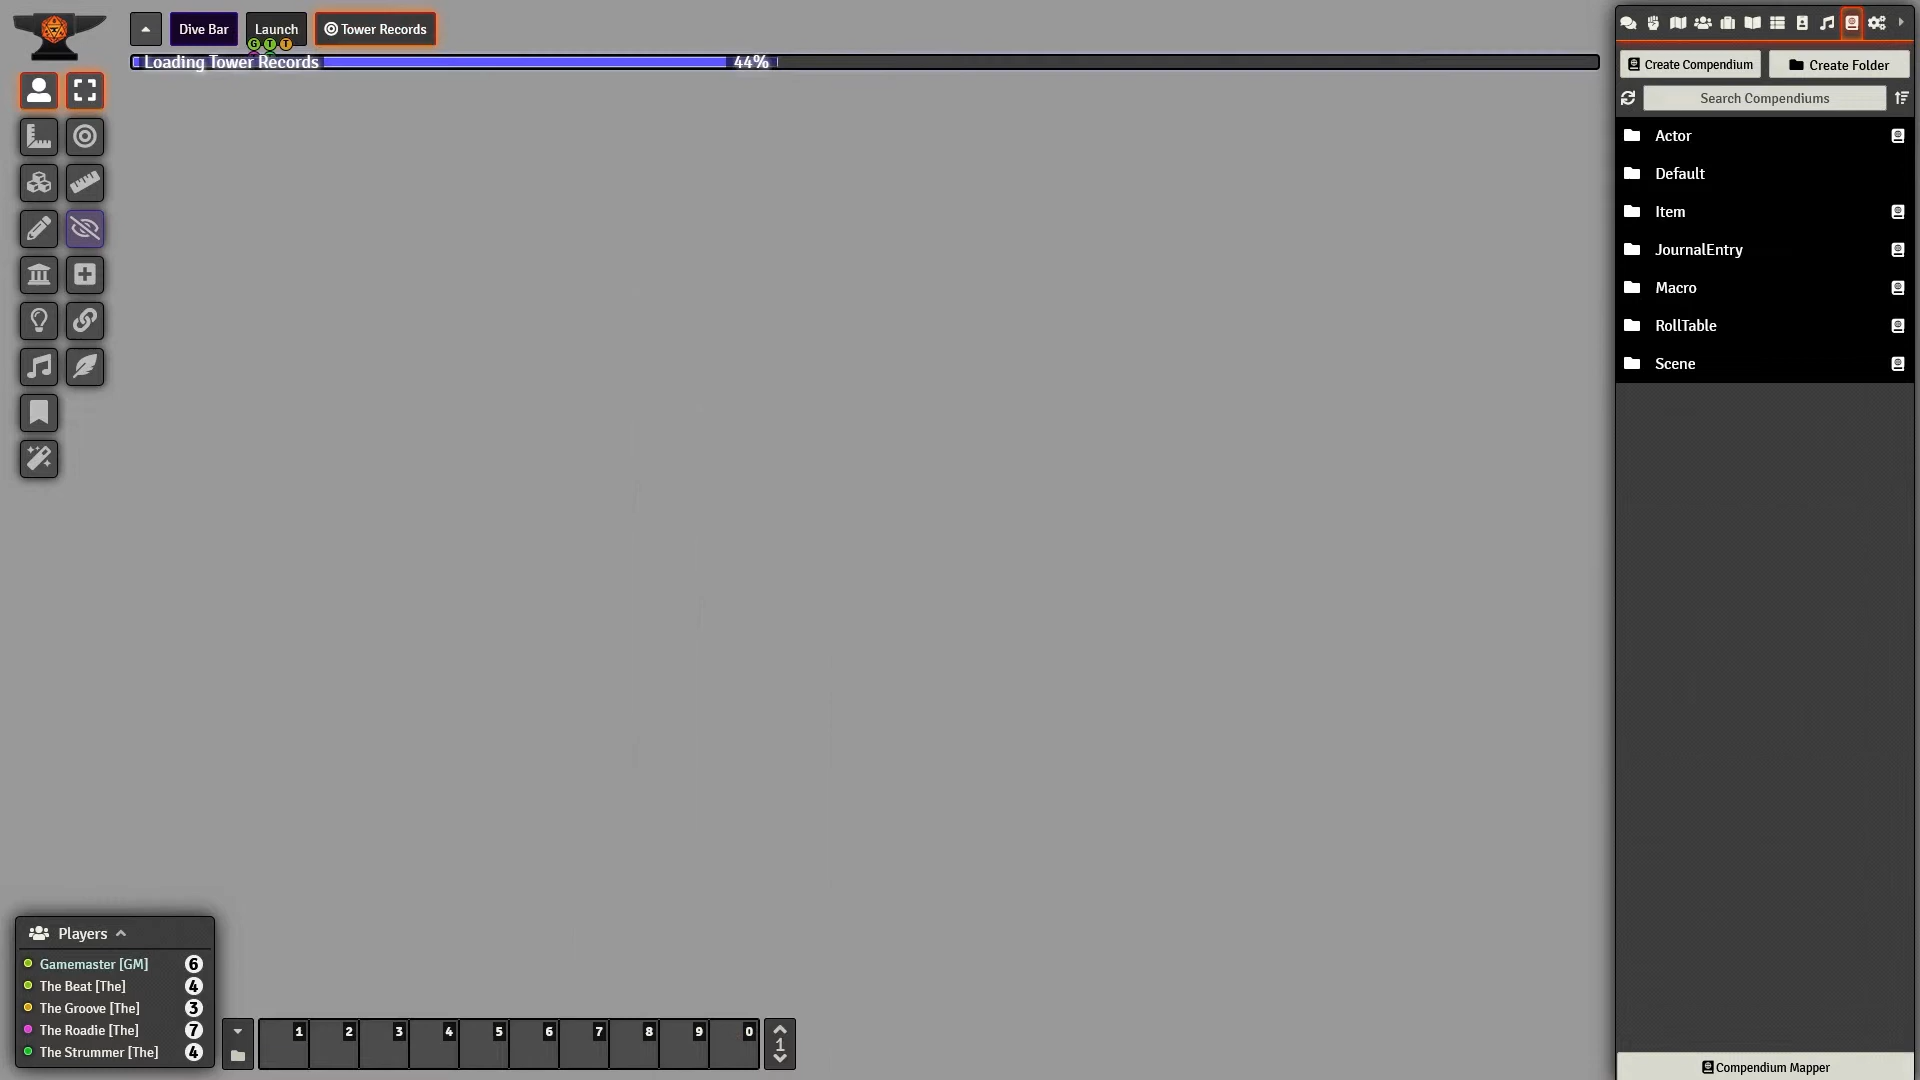 Dive Bar
Launch
Tower Records
G T T
Loading Tower Records
44%
Create Compendium
Create Folder
Search Compendiums
Actor
Default
Item
JournalEntry
Macro
RollTable
Scene
Players
Gamemaster [GM] 6
The Beat [The] 4
The Groove [The] 3
The Roadie [The] 7
The Strummer [The] 4
1 2 3 4 5 6 7 8 9 0
1
Compendium Mapper